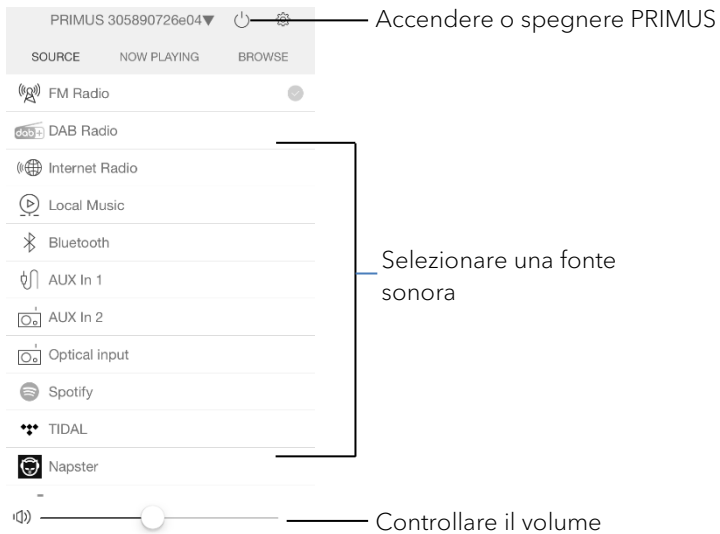 PRIMUS 305890726e04▼
Accendere o spegnere PRIMUS
SOURCE NOW PLAYING BROWSE
FM Radio
dab+ DAB Radio
Internet Radio
Local Music
Bluetooth
AUX In 1
AUX In 2
Optical input
Spotify
TIDAL
Napster
Selezionare una fonte
sonora
Controllare il volume